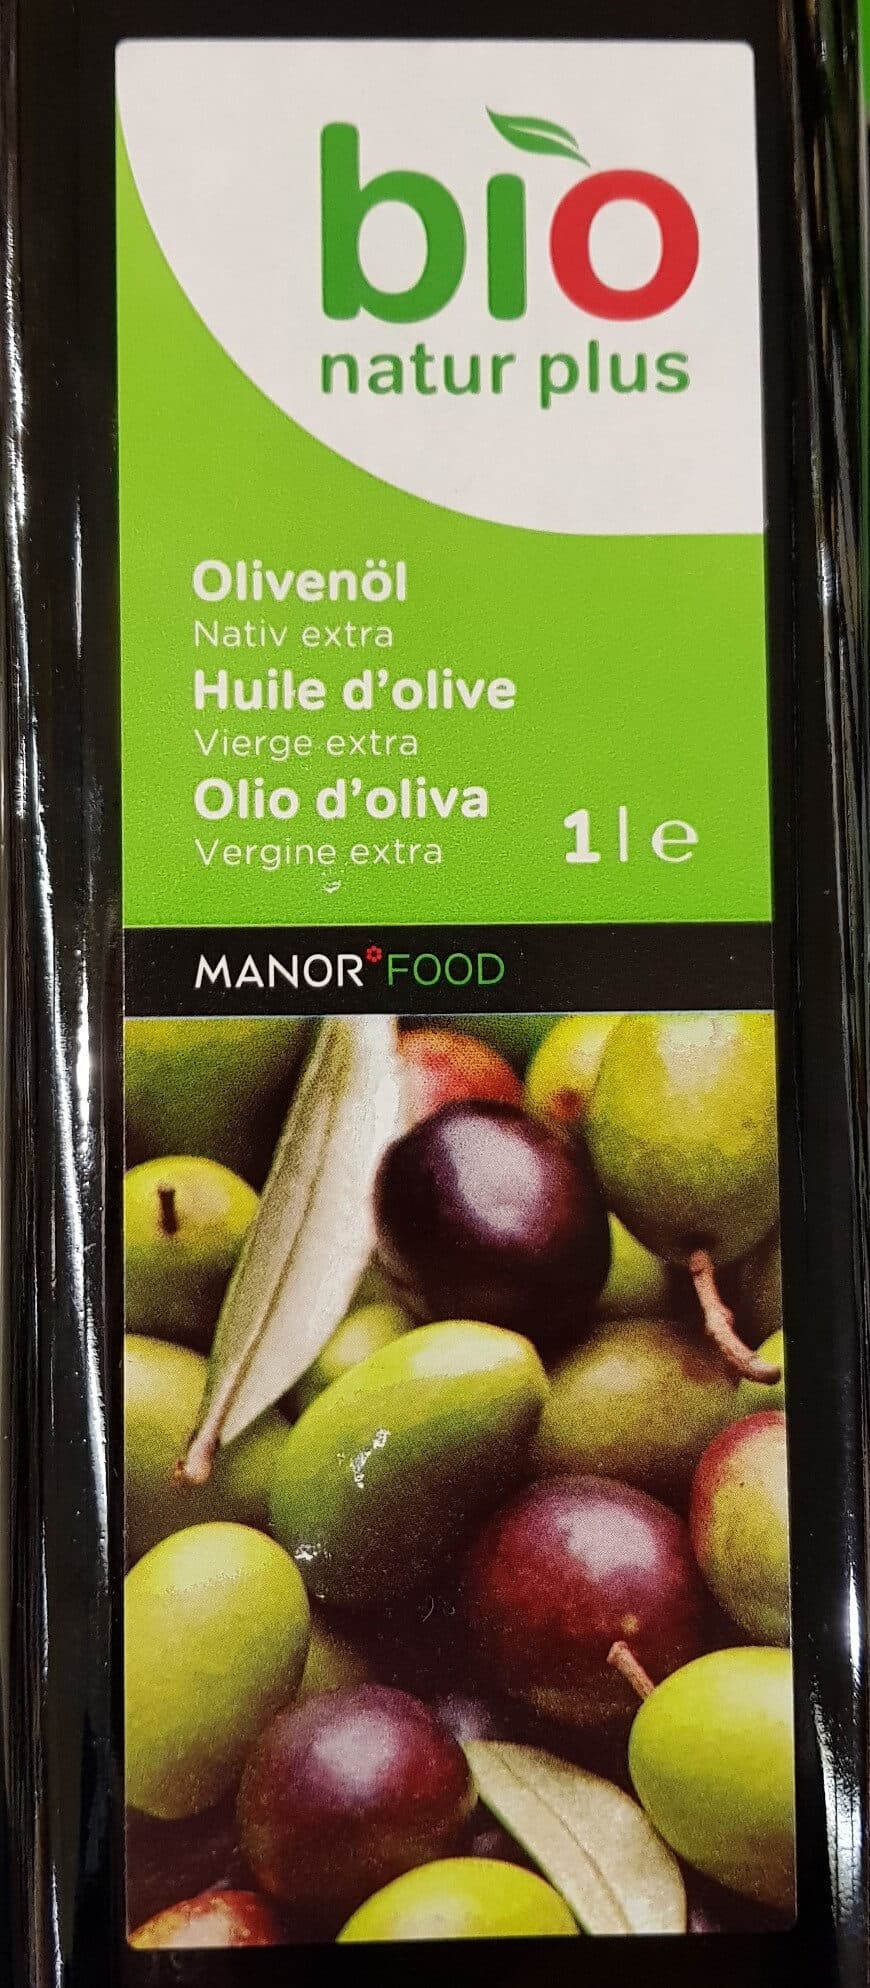 bio
natur plus
Olivenöl
Nativ extra
Huile d'olive
Vierge extra
Olio d'oliva
Vergine extra
1 l e
MANOR FOOD